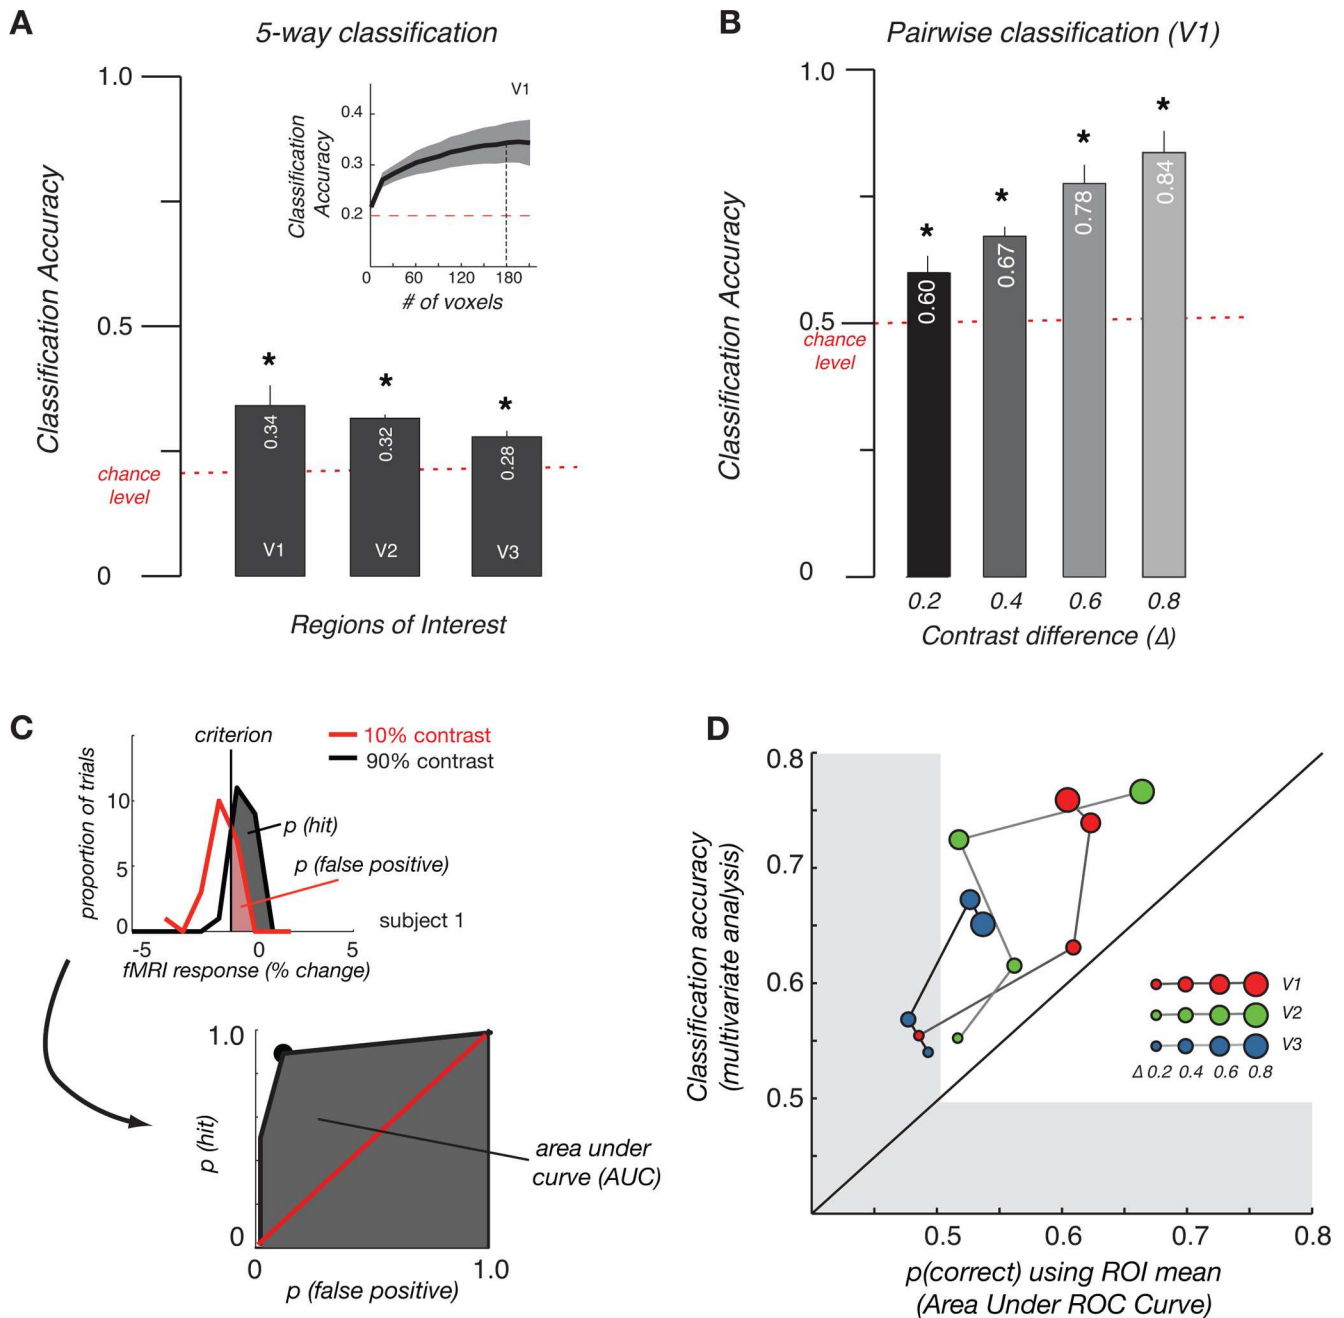 A
5-way classification
1.0
0.5
0
Classification Accuracy
chance
level
0.34
V1
0.32
V2
0.28
V3
Regions of Interest
V1
Classification
Accuracy
0.4
0.3
0.2
0 60 120 180
# of voxels
*
*
*
B
Pairwise classification (V1)
1.0
0.5
0
Classification Accuracy
chance
level
*
*
*
*
0.60
0.67
0.78
0.84
0.2 0.4 0.6 0.8
Contrast difference (Δ)
C
criterion
10% contrast
90% contrast
proportion of trials
10
5
0
p (hit)
p (false positive)
subject 1
-5 0 5
fMRI response (% change)
1.0
p (hit)
0
area under
curve (AUC)
0 1.0
p (false positive)
D
0.8
0.7
0.6
0.5
Classification accuracy
(multivariate analysis)
V1
V2
V3
Δ 0.2 0.4 0.6 0.8
0.5 0.6 0.7 0.8
p(correct) using ROI mean
(Area Under ROC Curve)